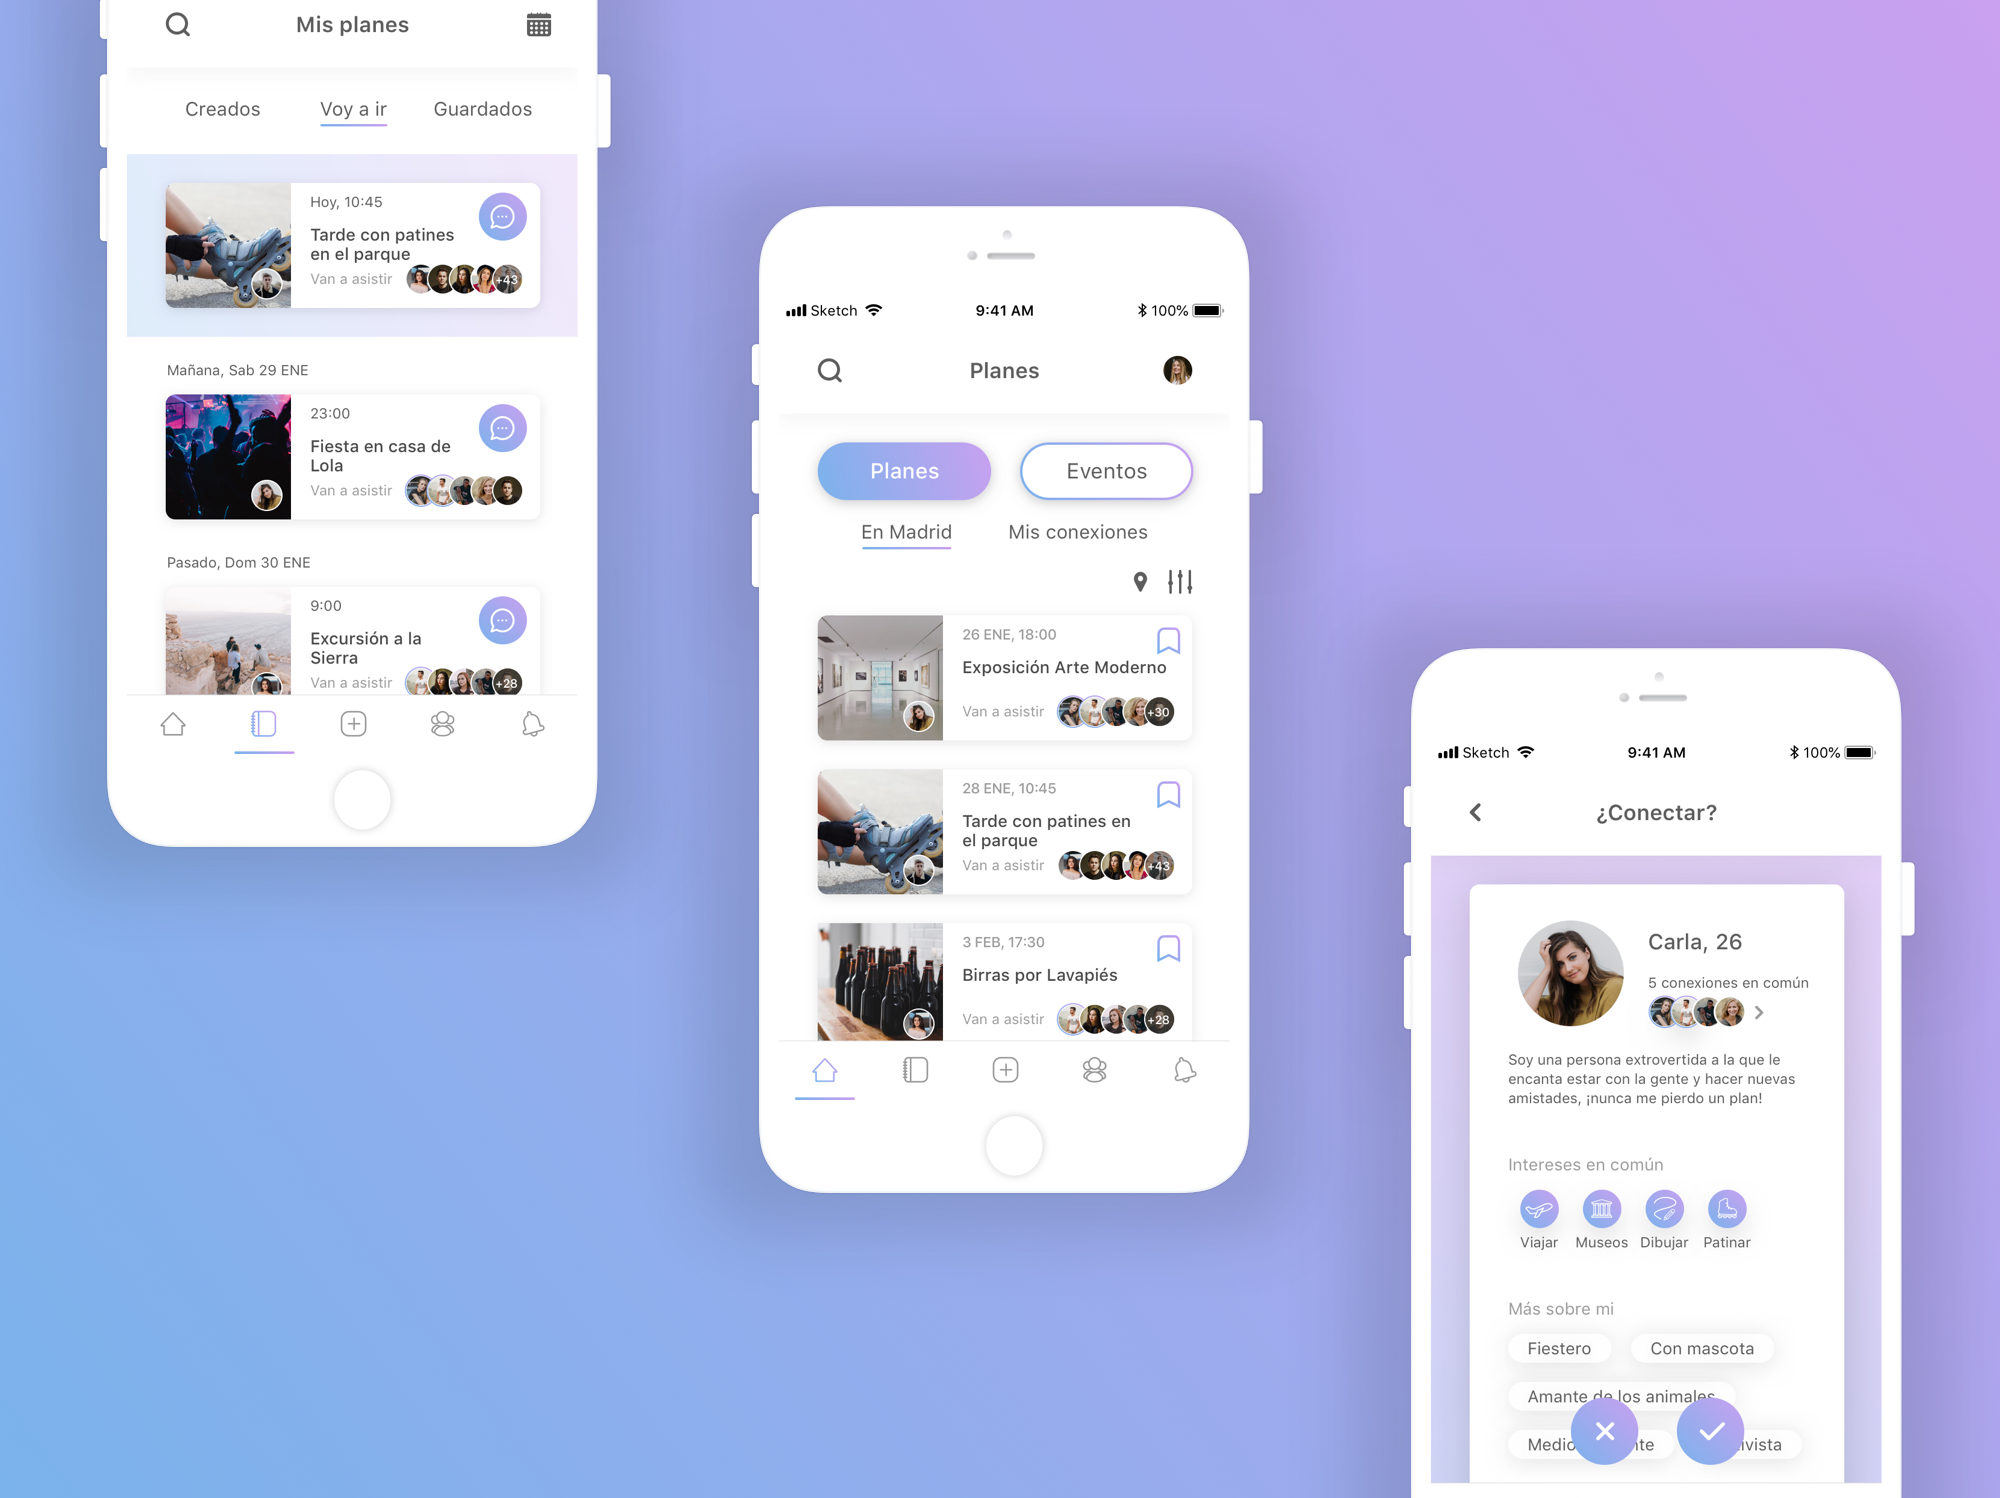 Mis planes
Creados
Voy a ir
Guardados
Hoy, 10:45
Tarde con patines
en el parque
Van a asistir
+43
Mañana, Sab 29 ENE
23:00
Fiesta en casa de
Lola
Van a asistir
Pasado, Dom 30 ENE
9:00
Excursión a la
Sierra
Van a asistir
+28
Sketch
9:41 AM
100%
Planes
Planes
Eventos
En Madrid
Mis conexiones
26 ENE, 18:00
Exposición Arte Moderno
Van a asistir
+30
28 ENE, 10:45
Tarde con patines en
el parque
Van a asistir
+43
3 FEB, 17:30
Birras por Lavapiés
Van a asistir
+28
Sketch
9:41 AM
100%
¿Conectar?
Carla, 26
5 conexiones en común
Soy una persona extrovertida a la que le
encanta estar con la gente y hacer nuevas
amistades, ¡nunca me pierdo un plan!
Intereses en común
Viajar
Museos
Dibujar
Patinar
Más sobre mi
Fiestero
Con mascota
Amante de los animales